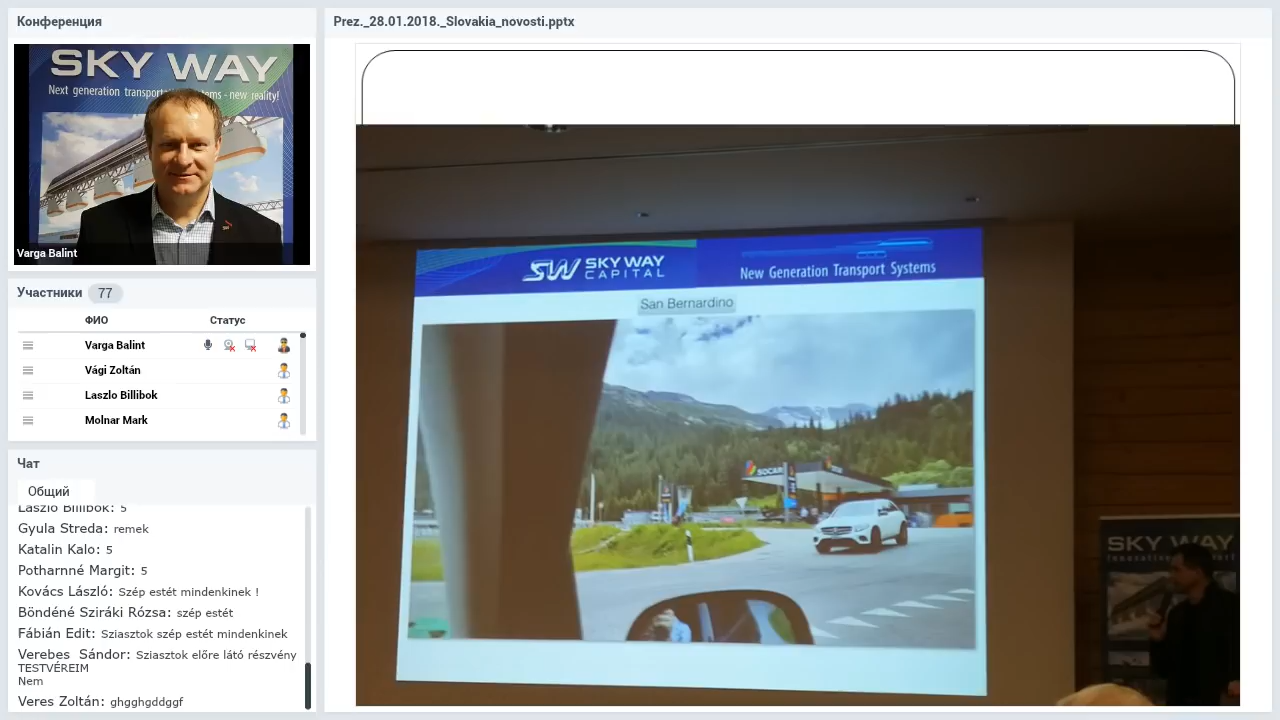 Конференция
SKY WAY
Next generation transport systems - new reality!
Varga Balint
Участники 77
ФИО Статус
Varga Balint
Vági Zoltán
Laszlo Billibok
Molnar Mark
Чат
Общий
Laszlo Billibok: 5
Gyula Streda: remek
Katalin Kalo: 5
Potharnné Margit: 5
Kovács László: Szép estét mindenkinek !
Böndéné Sziráki Rózsa: szép estét
Fábián Edit: Sziasztok szép estét mindenkinek
Verebes Sándor: Sziasztok előre látó részvény
TESTVÉREIM
Nem
Veres Zoltán: ghgghgddggf
Prez._28.01.2018._Slovakia_novosti.pptx
SW SKY WAY
CAPITAL
New Generation Transport Systems
San Bernardino
SOCAR
SKY WAY